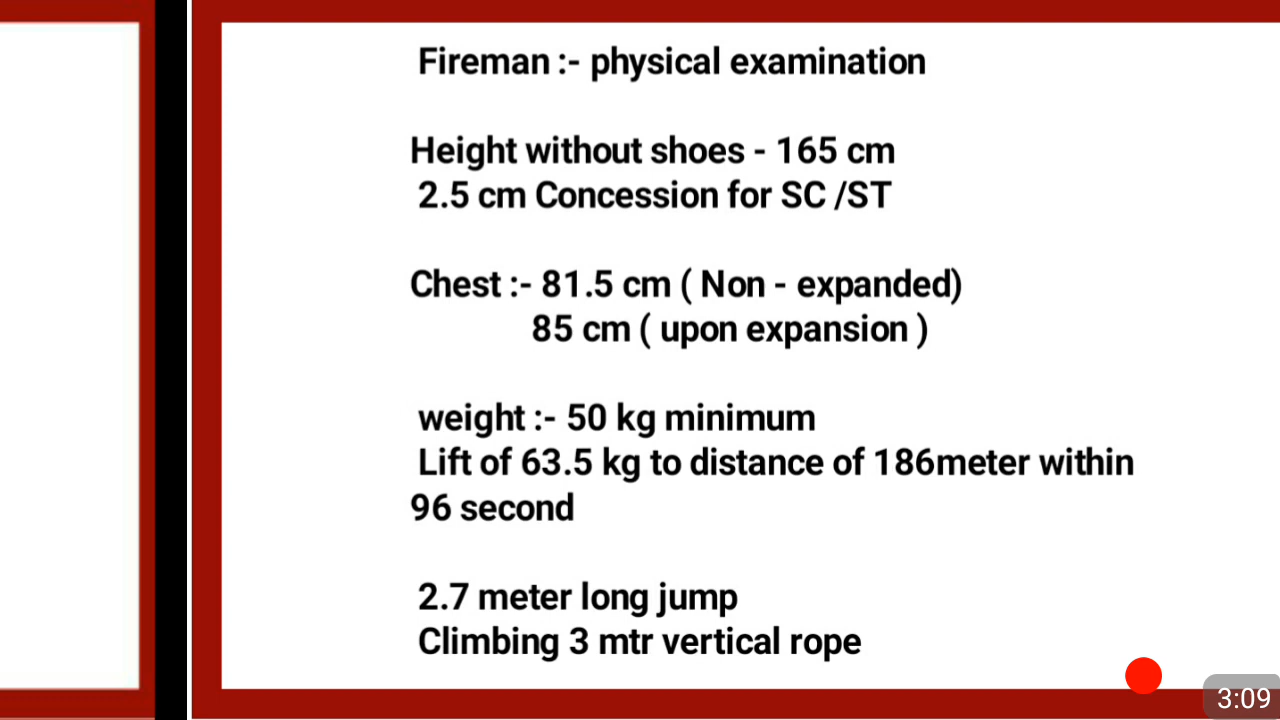 Fireman :- physical examination
Height without shoes - 165 cm
2.5 cm Concession for SC /ST
Chest :- 81.5 cm ( Non - expanded)
85 cm ( upon expansion )
weight :- 50 kg minimum
Lift of 63.5 kg to distance of 186meter within
96 second
2.7 meter long jump
Climbing 3 mtr vertical rope
3:09